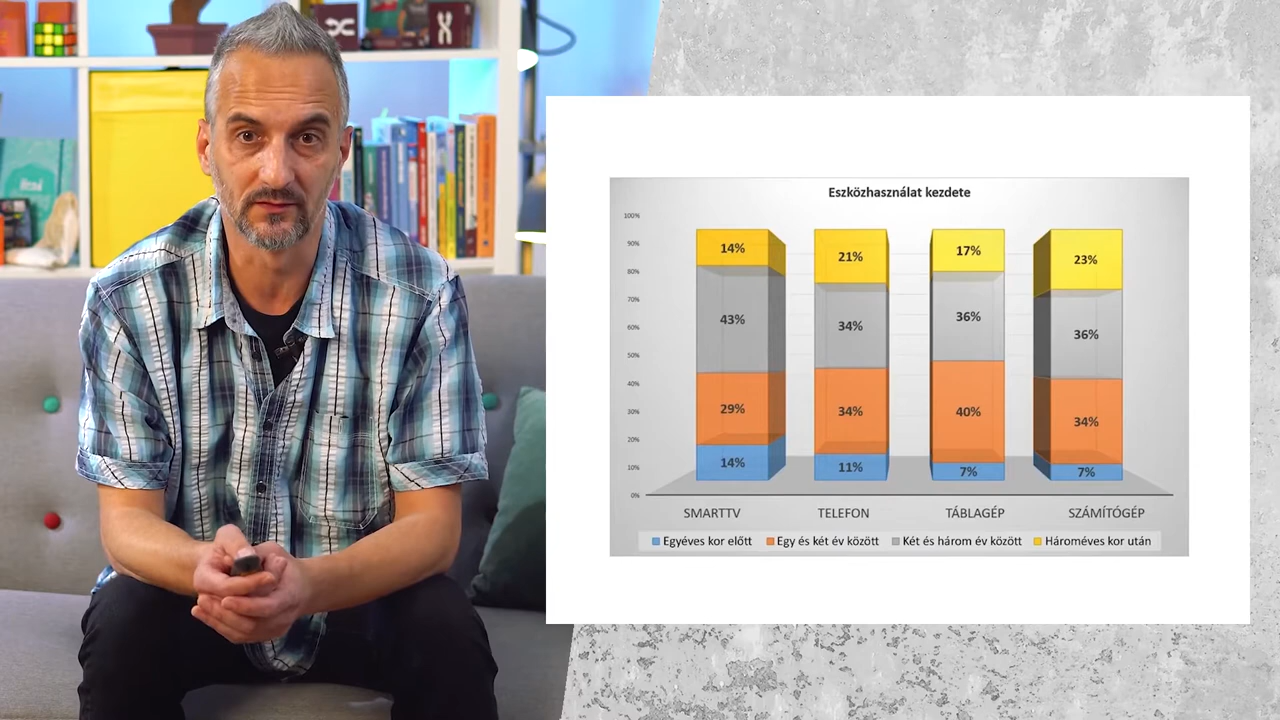 Eszközhasználat kezdete
100%
90%
80%
70%
60%
50%
40%
30%
20%
10%
0%
14% 21% 17% 23%
43% 34% 36% 36%
29% 34% 40% 34%
14% 11% 7% 7%
SMARTTV TELEFON TÁBLAGÉP SZÁMÍTÓGÉP
Egyéves kor előtt Egy és két év között Két és három év között Hároméves kor után